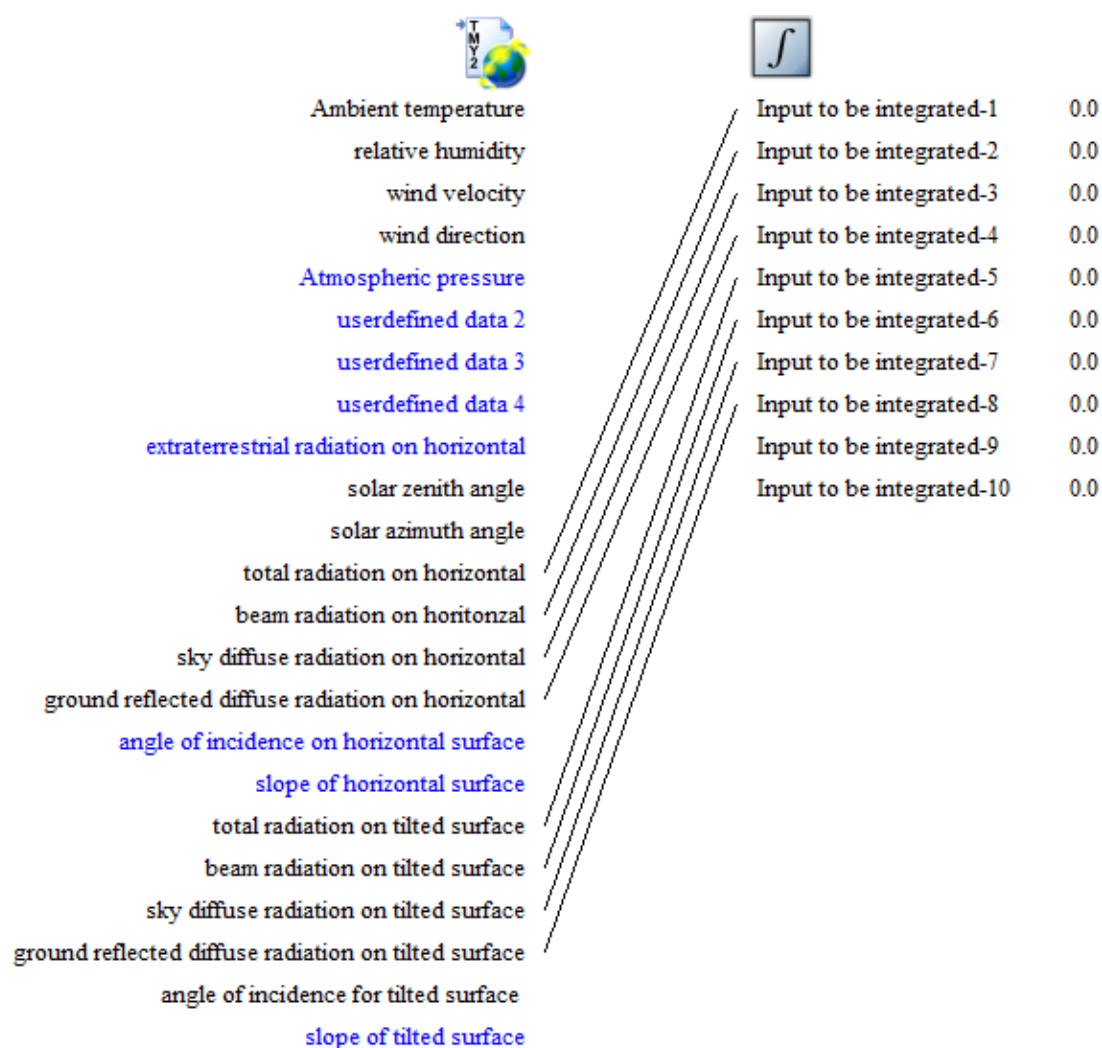 TMY2
∫
Ambient temperature
Input to be integrated-1 0.0
relative humidity
Input to be integrated-2 0.0
wind velocity
Input to be integrated-3 0.0
wind direction
Input to be integrated-4 0.0
Atmospheric pressure
Input to be integrated-5 0.0
userdefined data 2
Input to be integrated-6 0.0
userdefined data 3
Input to be integrated-7 0.0
userdefined data 4
Input to be integrated-8 0.0
extraterrestrial radiation on horizontal
Input to be integrated-9 0.0
solar zenith angle
Input to be integrated-10 0.0
solar azimuth angle
total radiation on horizontal
beam radiation on horitonzal
sky diffuse radiation on horizontal
ground reflected diffuse radiation on horizontal
angle of incidence on horizontal surface
slope of horizontal surface
total radiation on tilted surface
beam radiation on tilted surface
sky diffuse radiation on tilted surface
ground reflected diffuse radiation on tilted surface
angle of incidence for tilted surface
slope of tilted surface